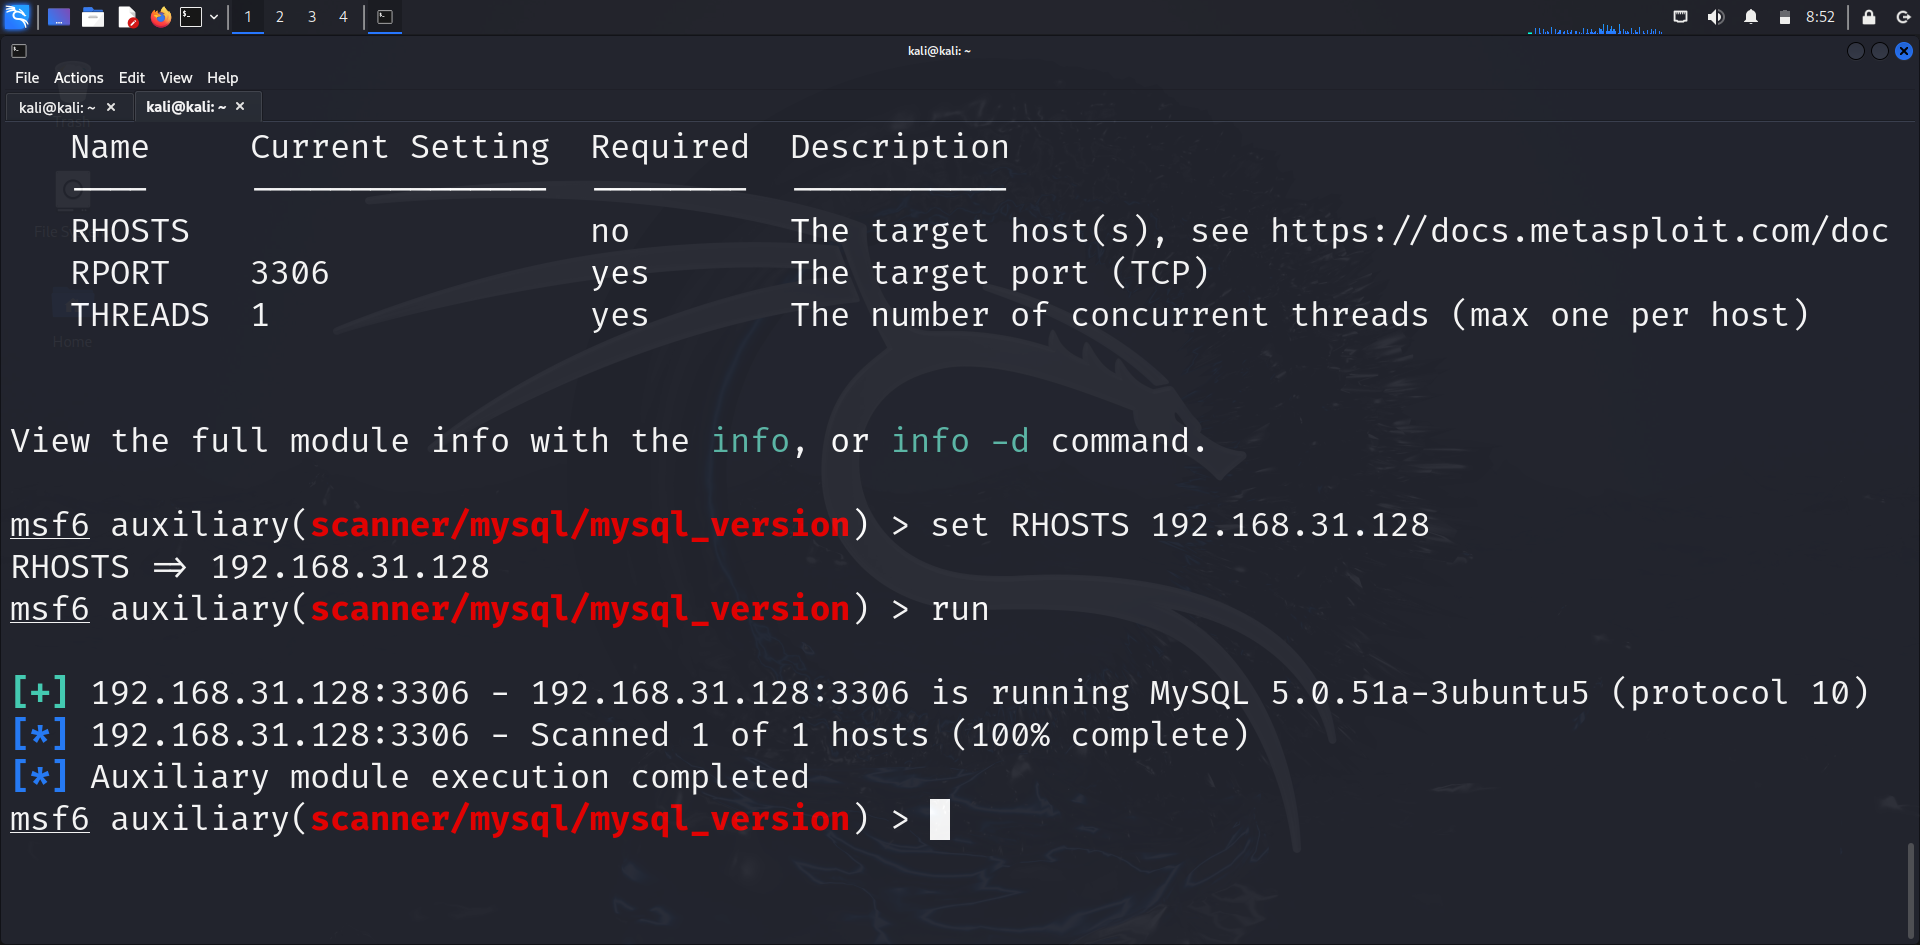 1 2 3 4 8:52
kali@kali: ~
File Actions Edit View Help
kali@kali: ~ × kali@kali: ~ ×
Trash
Name Current Setting Required Description
RHOSTS no The target host(s), see https://docs.metasploit.com/doc
RPORT 3306 yes The target port (TCP)
THREADS 1 yes The number of concurrent threads (max one per host)
Home
View the full module info with the info, or info -d command.
msf6 auxiliary(scanner/mysql/mysql_version) > set RHOSTS 192.168.31.128
RHOSTS => 192.168.31.128
msf6 auxiliary(scanner/mysql/mysql_version) > run
[+] 192.168.31.128:3306 - 192.168.31.128:3306 is running MySQL 5.0.51a-3ubuntu5 (protocol 10)
[*] 192.168.31.128:3306 - Scanned 1 of 1 hosts (100% complete)
[*] Auxiliary module execution completed
msf6 auxiliary(scanner/mysql/mysql_version) >